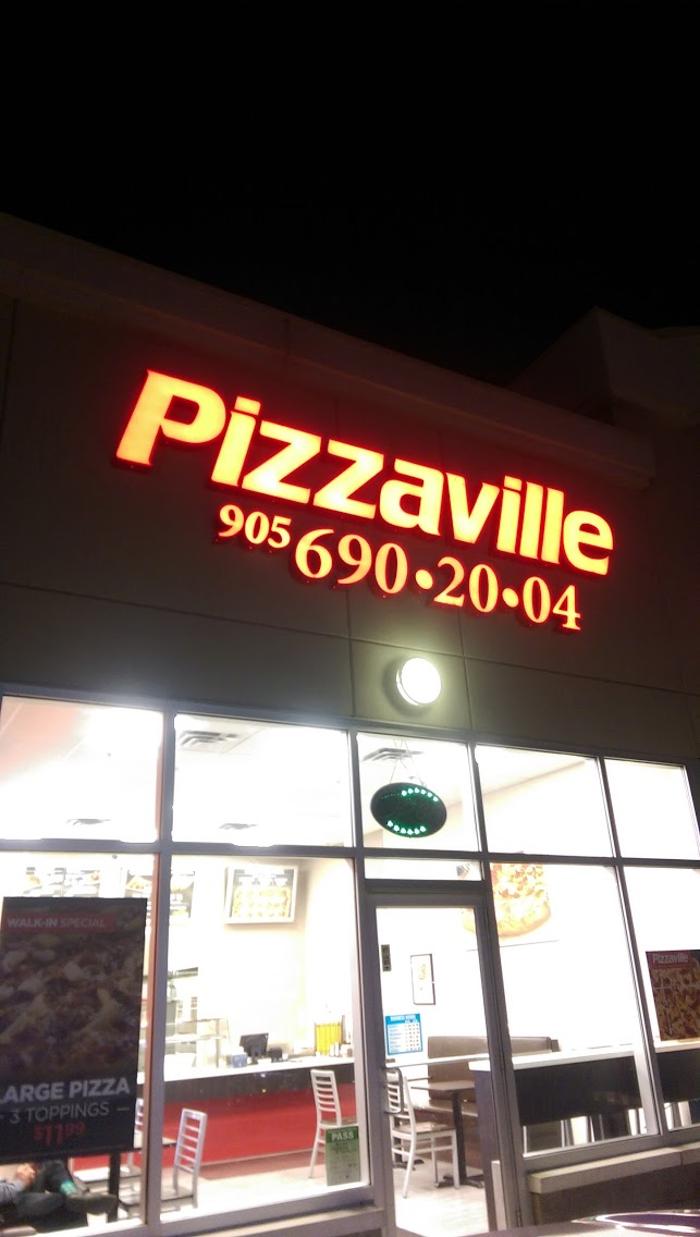 Pizzaville
905 690•20•04
WALK-IN SPECIAL
LARGE PIZZA
- 3 TOPPINGS -
$11.99
PASS
Pizzaville